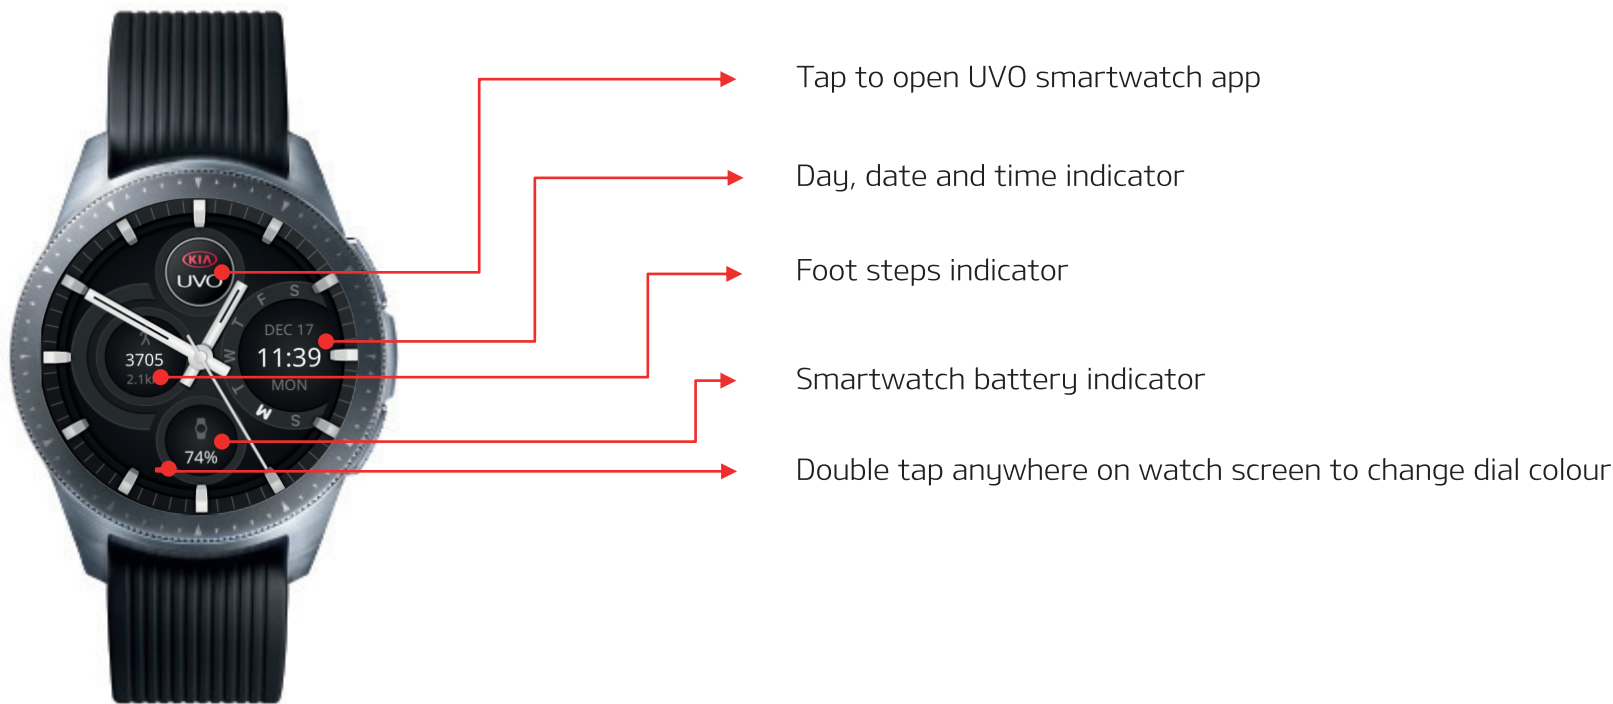 Tap to open UVO smartwatch app
Day, date and time indicator
Foot steps indicator
Smartwatch battery indicator
Double tap anywhere on watch screen to change dial colour
KIA
UVO
S
F
T
W
T
M
S
DEC 17
11:39
MON
3705
74%